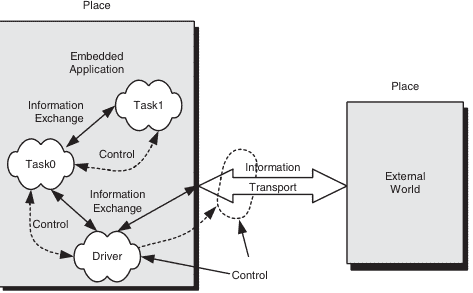 Place
Embedded
Application
Task1
Information
Exchange
Control
Task0
Information
Exchange
Control
Driver
Information
Transport
Control
Place
External
World